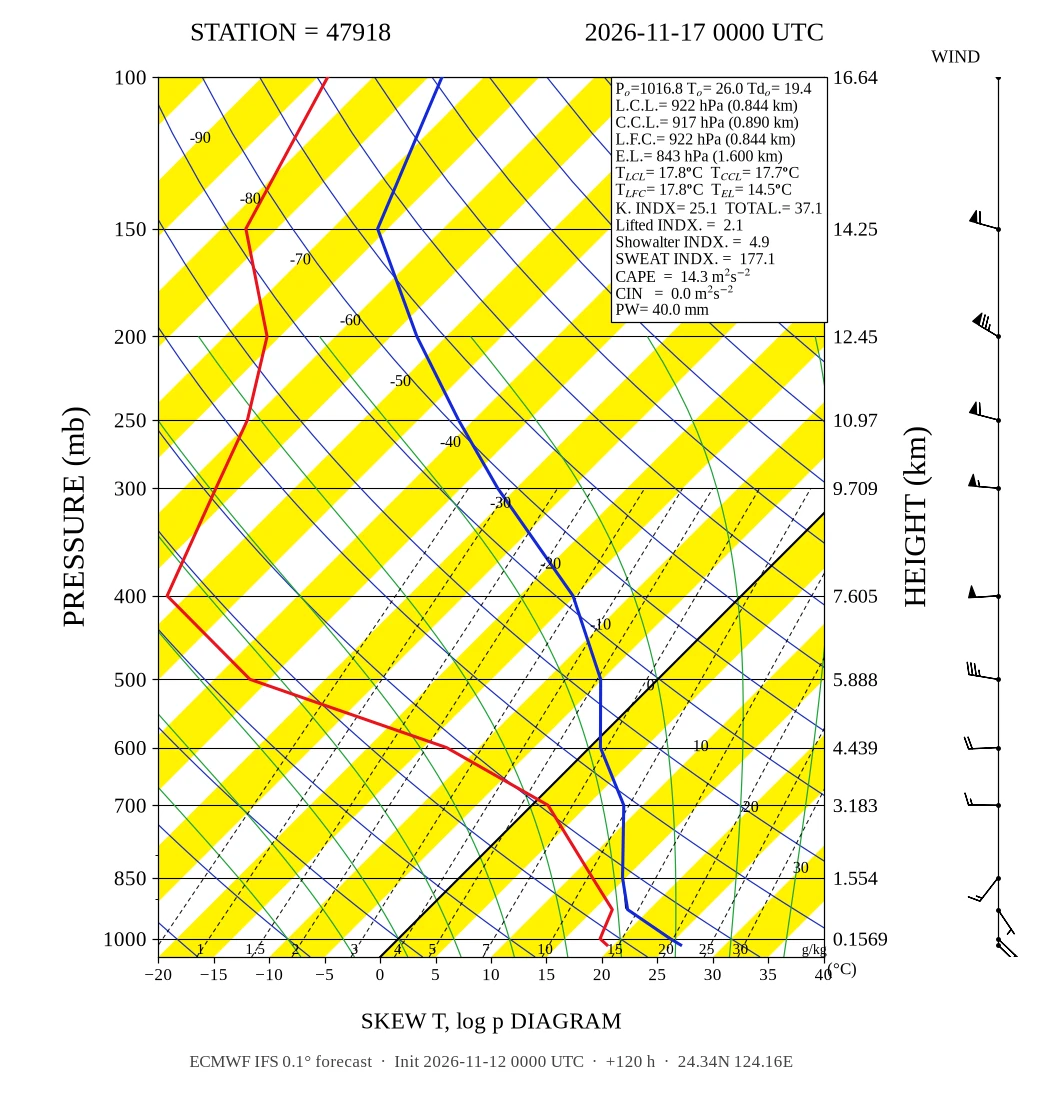 STATION = 47918 2026-11-17 0000 UTC
WIND
100 16.64
Pₒ=1016.8 Tₒ= 26.0 Tdₒ= 19.4
L.C.L.= 922 hPa (0.844 km)
C.C.L.= 917 hPa (0.890 km)
L.F.C.= 922 hPa (0.844 km)
E.L.= 843 hPa (1.600 km)
T_LCL= 17.8°C T_CCL= 17.7°C
T_LFC= 17.8°C T_EL= 14.5°C
K. INDX= 25.1 TOTAL.= 37.1
Lifted INDX. = 2.1
Showalter INDX. = 4.9
SWEAT INDX. = 177.1
CAPE = 14.3 m²s⁻²
CIN = 0.0 m²s⁻²
PW= 40.0 mm
-90
-80
150 14.25
-70
-60
200 12.45
-50
250 10.97
-40
300 9.709
-30
PRESSURE (mb)
HEIGHT (km)
-20
400 7.605
-10
500 5.888
0
600 4.439
10
700 3.183
20
850 1.554
30
1000 0.1569
1 1.5 2 3 4 5 7 10 15 20 25 30 g/kg
−20 −15 −10 −5 0 5 10 15 20 25 30 35 40 (°C)
SKEW T, log p DIAGRAM
ECMWF IFS 0.1° forecast · Init 2026-11-12 0000 UTC · +120 h · 24.34N 124.16E